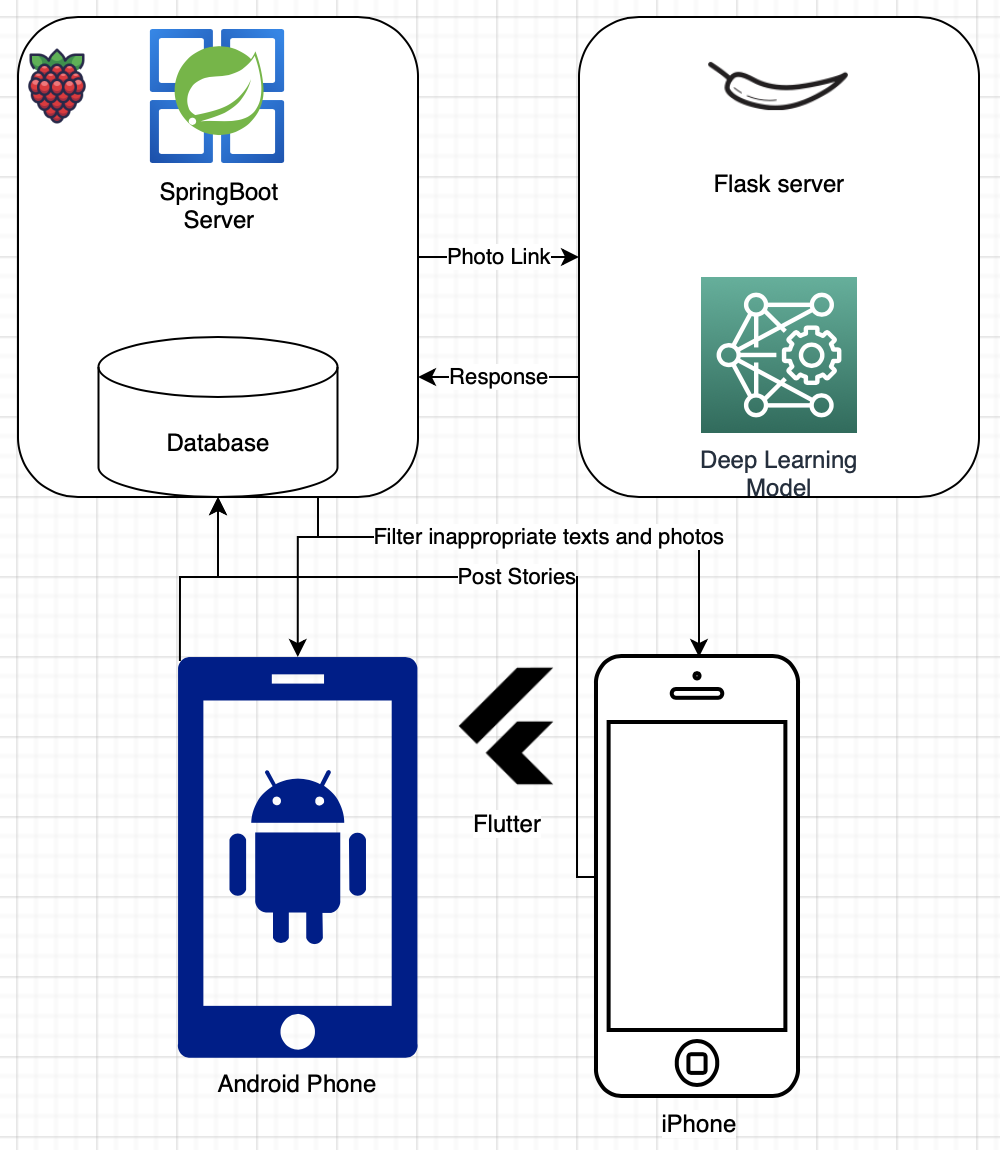 SpringBoot
Server
Flask server
Photo Link
Response
Database
Deep Learning
Model
Filter inappropriate texts and photos
Post Stories
Flutter
Android Phone
iPhone